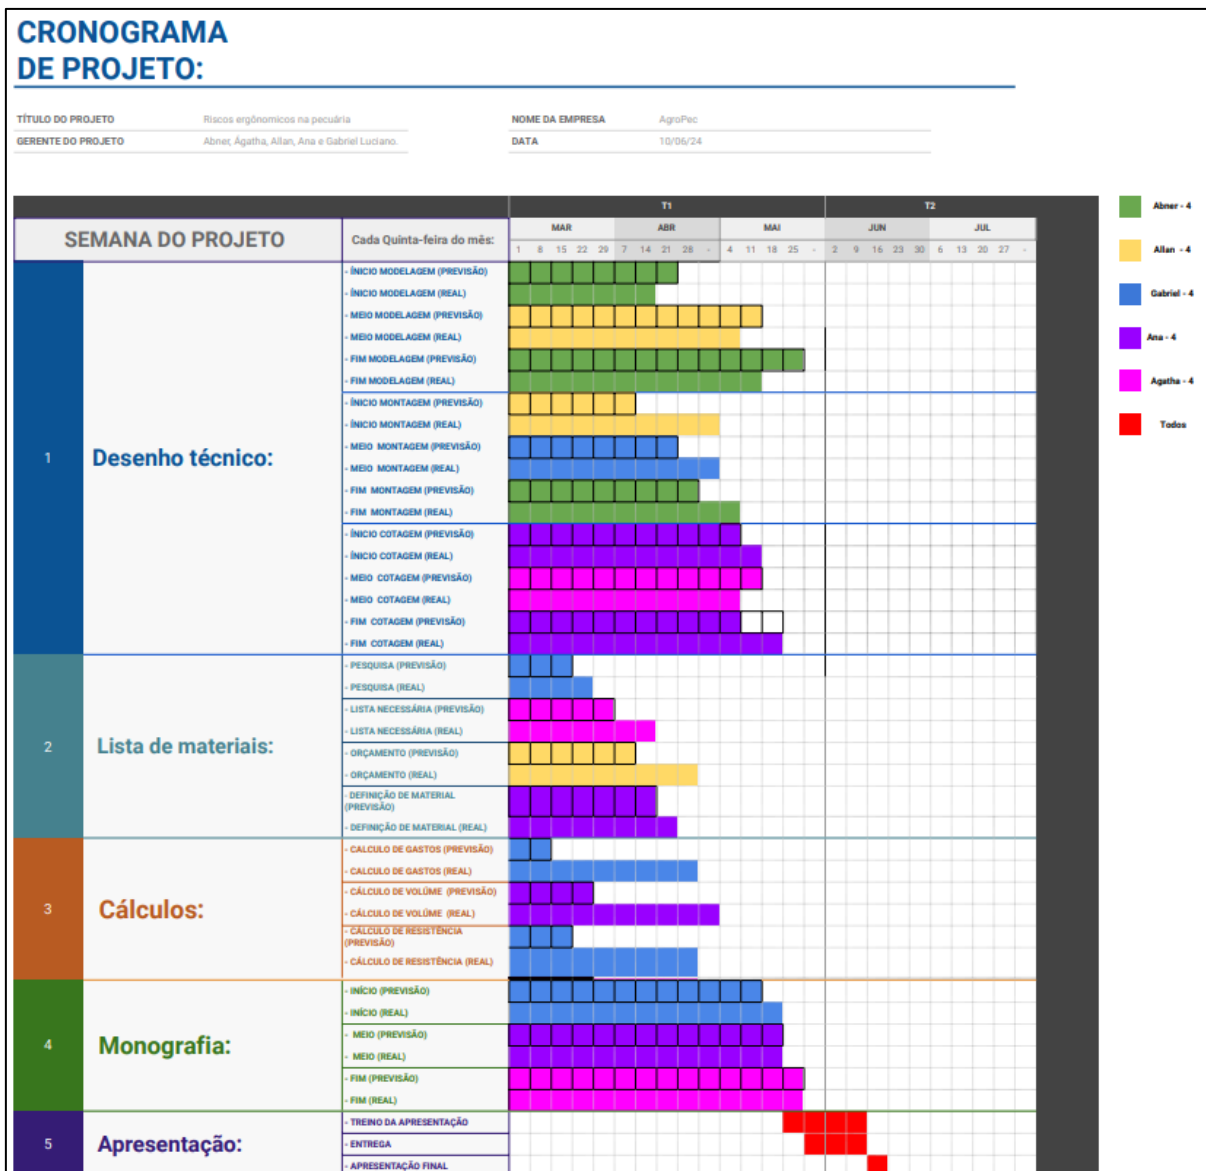 CRONOGRAMA
DE PROJETO:
TÍTULO DO PROJETO Riscos ergônomicos na pecuária NOME DA EMPRESA AgroPec
GERENTE DO PROJETO Abner, Ágatha, Allan, Ana e Gabriel Luciano. DATA 10/06/24
T1 T2
SEMANA DO PROJETO Cada Quinta-feira do mês: MAR ABR MAI JUN JUL
1 8 15 22 29 7 14 21 28 - 4 11 18 25 - 2 9 16 23 30 6 13 20 27 -
Abner - 4
Allan - 4
Gabriel - 4
Ana - 4
Agatha - 4
Todos
1 Desenho técnico:
- ÍNICIO MODELAGEM (PREVISÃO)
- ÍNICIO MODELAGEM (REAL)
- MEIO MODELAGEM (PREVISÃO)
- MEIO MODELAGEM (REAL)
- FIM MODELAGEM (PREVISÃO)
- FIM MODELAGEM (REAL)
- ÍNICIO MONTAGEM (PREVISÃO)
- ÍNICIO MONTAGEM (REAL)
- MEIO MONTAGEM (PREVISÃO)
- MEIO MONTAGEM (REAL)
- FIM MONTAGEM (PREVISÃO)
- FIM MONTAGEM (REAL)
- ÍNICIO COTAGEM (PREVISÃO)
- ÍNICIO COTAGEM (REAL)
- MEIO COTAGEM (PREVISÃO)
- MEIO COTAGEM (REAL)
- FIM COTAGEM (PREVISÃO)
- FIM COTAGEM (REAL)
2 Lista de materiais:
- PESQUISA (PREVISÃO)
- PESQUISA (REAL)
- LISTA NECESSÁRIA (PREVISÃO)
- LISTA NECESSÁRIA (REAL)
- ORÇAMENTO (PREVISÃO)
- ORÇAMENTO (REAL)
- DEFINIÇÃO DE MATERIAL
(PREVISÃO)
- DEFINIÇÃO DE MATERIAL (REAL)
3 Cálculos:
- CALCULO DE GASTOS (PREVISÃO)
- CALCULO DE GASTOS (REAL)
- CÁLCULO DE VOLÚME (PREVISÃO)
- CÁLCULO DE VOLÚME (REAL)
- CÁLCULO DE RESISTÊNCIA
(PREVISÃO)
- CÁLCULO DE RESISTÊNCIA (REAL)
4 Monografia:
- INÍCIO (PREVISÃO)
- INÍCIO (REAL)
- MEIO (PREVISÃO)
- MEIO (REAL)
- FIM (PREVISÃO)
- FIM (REAL)
5 Apresentação:
- TREINO DA APRESENTAÇÃO
- ENTREGA
- APRESENTAÇÃO FINAL